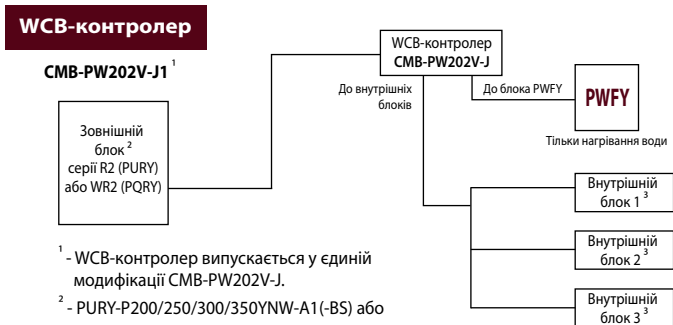 WCB-контролер
CMB-PW202V-J1 ¹
Зовнішній
блок ²
серії R2 (PURY)
або WR2 (PQRY)
WCB-контролер
CMB-PW202V-J
До внутрішніх
блоків
До блока PWFY
PWFY
Тільки нагрівання води
Внутрішній
блок 1 ³
Внутрішній
блок 2 ³
Внутрішній
блок 3 ³
¹ - WCB-контролер випускається у єдиній
модифікації CMB-PW202V-J.
² - PURY-P200/250/300/350YNW-A1(-BS) або